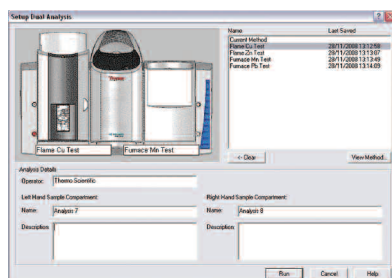 Setup Dual Analysis
Name Last Saved
Current Method
Flame Cu Test 28/11/2008 13:12:58
Flame Zn Test 28/11/2008 13:13:07
Furnace Mn Test 28/11/2008 13:13:49
Furnace Pb Test 28/11/2008 13:14:09
Flame Cu Test Furnace Mn Test
<- Clear View Method...
Analysis Details
Operator: Thermo Scientific
Left Hand Sample Compartment: Right Hand Sample Compartment:
Name: Analysis 7 Name: Analysis 8
Description: Description:
Run Cancel Help